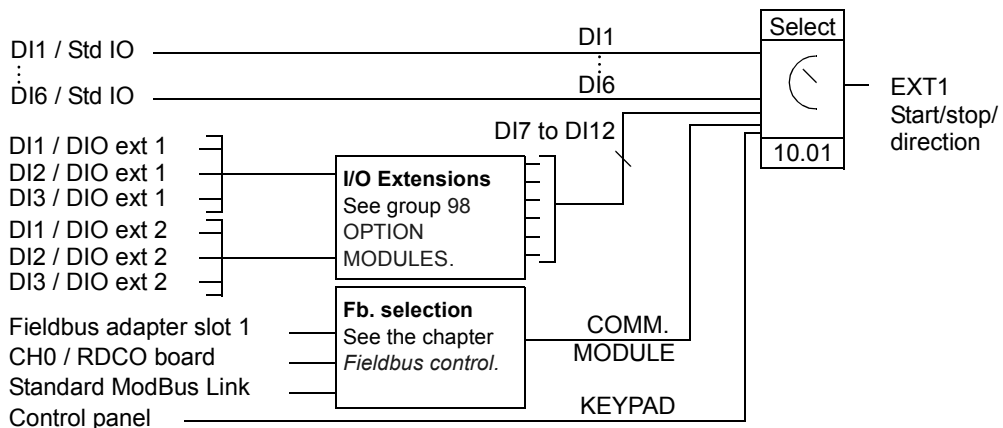 Select
DI1 / Std IO
DI1
DI6 / Std IO
DI6
EXT1
Start/stop/
direction
DI7 to DI12
10.01
DI1 / DIO ext 1
DI2 / DIO ext 1
DI3 / DIO ext 1
DI1 / DIO ext 2
DI2 / DIO ext 2
DI3 / DIO ext 2
I/O Extensions
See group 98
OPTION
MODULES.
Fb. selection
See the chapter
Fieldbus control.
Fieldbus adapter slot 1
CH0 / RDCO board
Standard ModBus Link
Control panel
COMM.
MODULE
KEYPAD